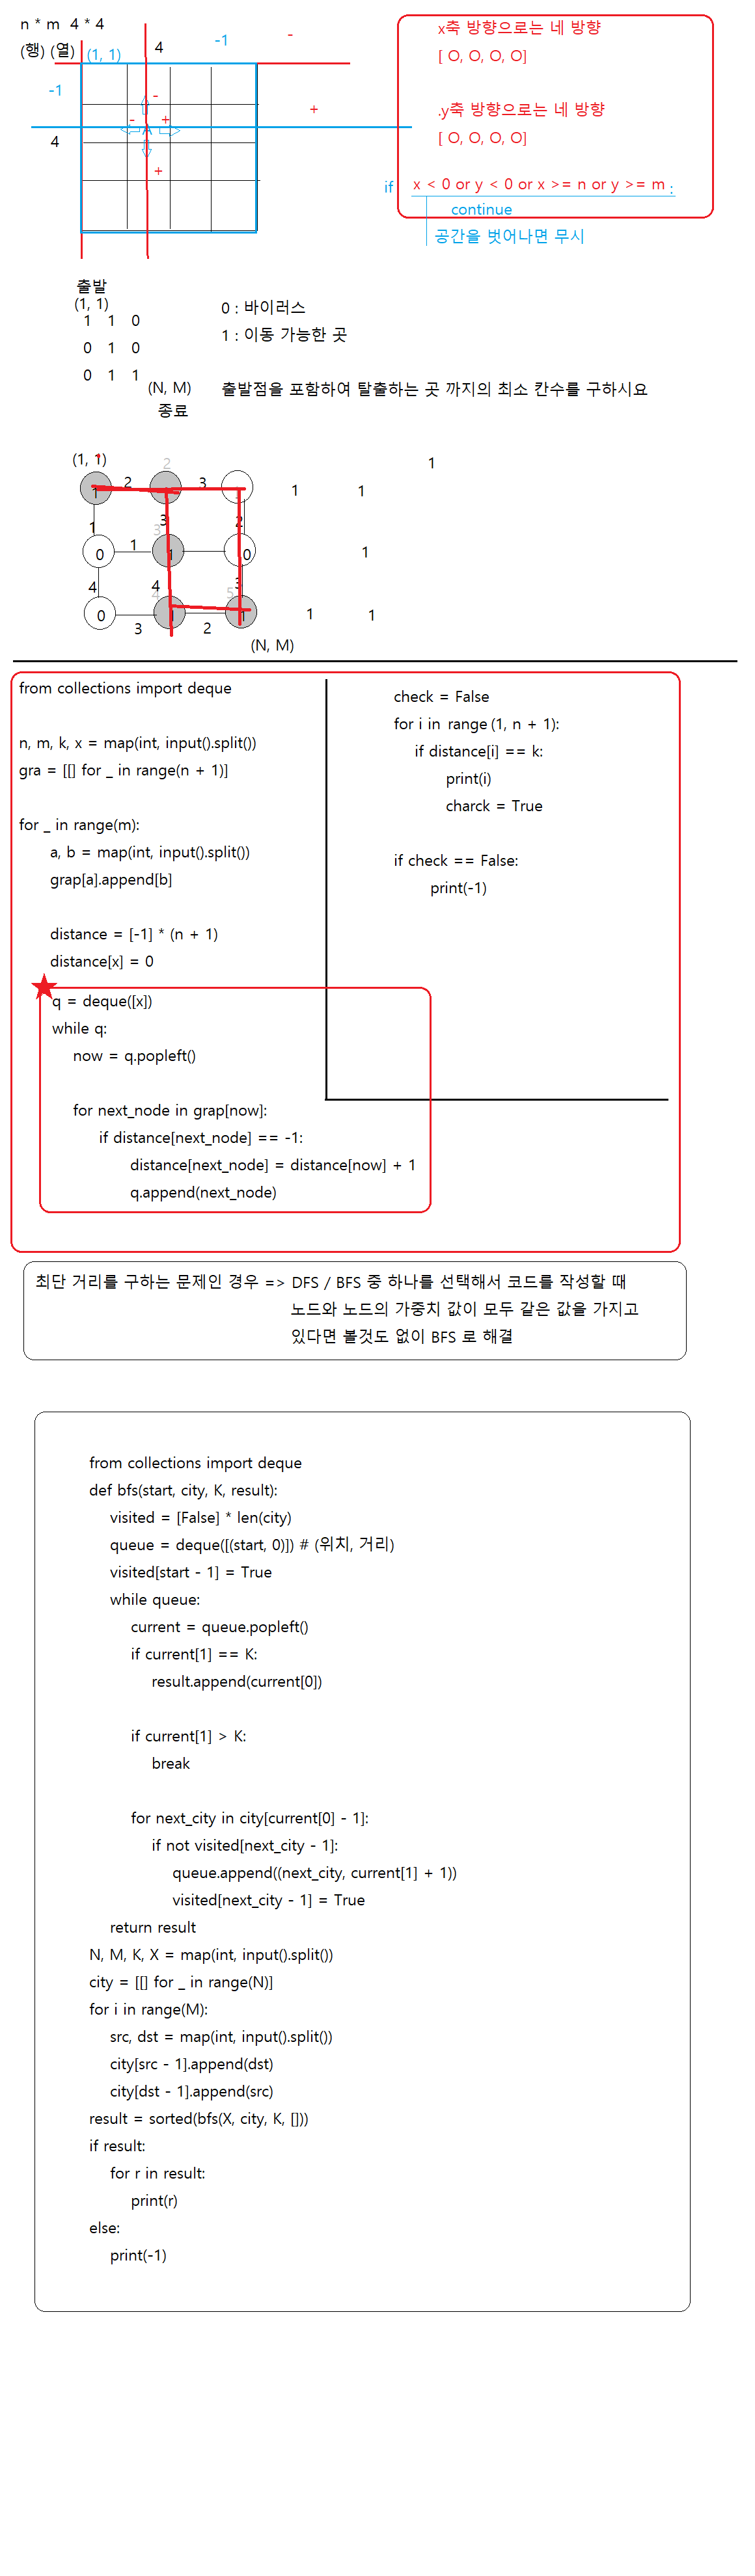 n * m  4 * 4
(행) (열)
(1, 1)
4
-1
-
-1
4
-
-
A
+
+
+
x축 방향으로는 네 방향
[ O, O, O, O]
.y축 방향으로는 네 방향
[ O, O, O, O]
if x < 0 or y < 0 or x >= n or y >= m :
continue
공간을 벗어나면 무시
출발
(1, 1)
1 1 0
0 1 0
0 1 1
(N, M)
종료
0 : 바이러스
1 : 이동 가능한 곳
출발점을 포함하여 탈출하는 곳 까지의 최소 칸수를 구하시요
(1, 1)
2
1
1 2 3 1 1
1 3 2
3
0 1 1 0 1
4 4 3
4 5
0 1 1 1 1
3 2
(N, M)
from collections import deque
n, m, k, x = map(int, input().split())
gra = [[] for _ in range(n + 1)]
for _ in range(m):
a, b = map(int, input().split())
grap[a].append[b]
distance = [-1] * (n + 1)
distance[x] = 0
q = deque([x])
while q:
now = q.popleft()
for next_node in grap[now]:
if distance[next_node] == -1:
distance[next_node] = distance[now] + 1
q.append(next_node)
check = False
for i in range (1, n + 1):
if distance[i] == k:
print(i)
charck = True
if check == False:
print(-1)
최단 거리를 구하는 문제인 경우 => DFS / BFS 중 하나를 선택해서 코드를 작성할 때
노드와 노드의 가중치 값이 모두 같은 값을 가지고
있다면 볼것도 없이 BFS 로 해결
from collections import deque
def bfs(start, city, K, result):
visited = [False] * len(city)
queue = deque([(start, 0)]) # (위치, 거리)
visited[start - 1] = True
while queue:
current = queue.popleft()
if current[1] == K:
result.append(current[0])
if current[1] > K:
break
for next_city in city[current[0] - 1]:
if not visited[next_city - 1]:
queue.append((next_city, current[1] + 1))
visited[next_city - 1] = True
return result
N, M, K, X = map(int, input().split())
city = [[] for _ in range(N)]
for i in range(M):
src, dst = map(int, input().split())
city[src - 1].append(dst)
city[dst - 1].append(src)
result = sorted(bfs(X, city, K, []))
if result:
for r in result:
print(r)
else:
print(-1)